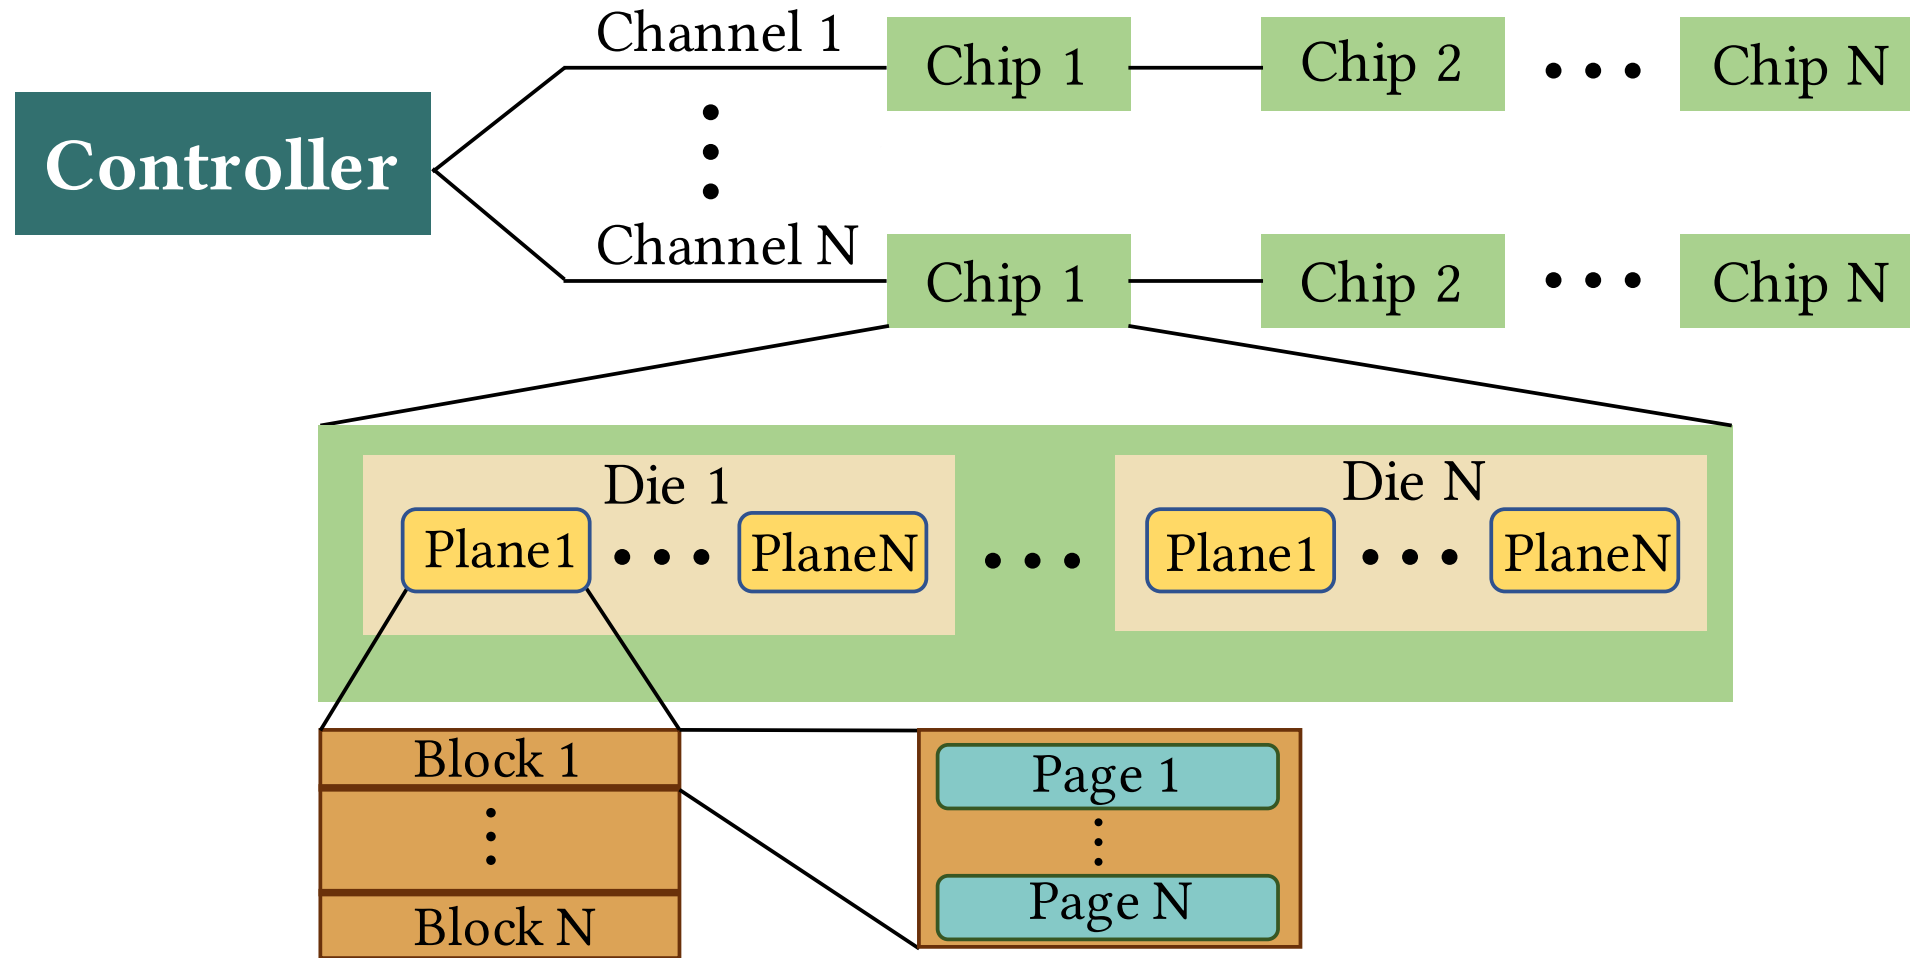 Channel 1
Chip 1
Chip 2
Chip N
Controller
Channel N
Chip 1
Chip 2
Chip N
Die 1
Die N
Plane1
PlaneN
Plane1
PlaneN
Block 1
Block N
Page 1
Page N